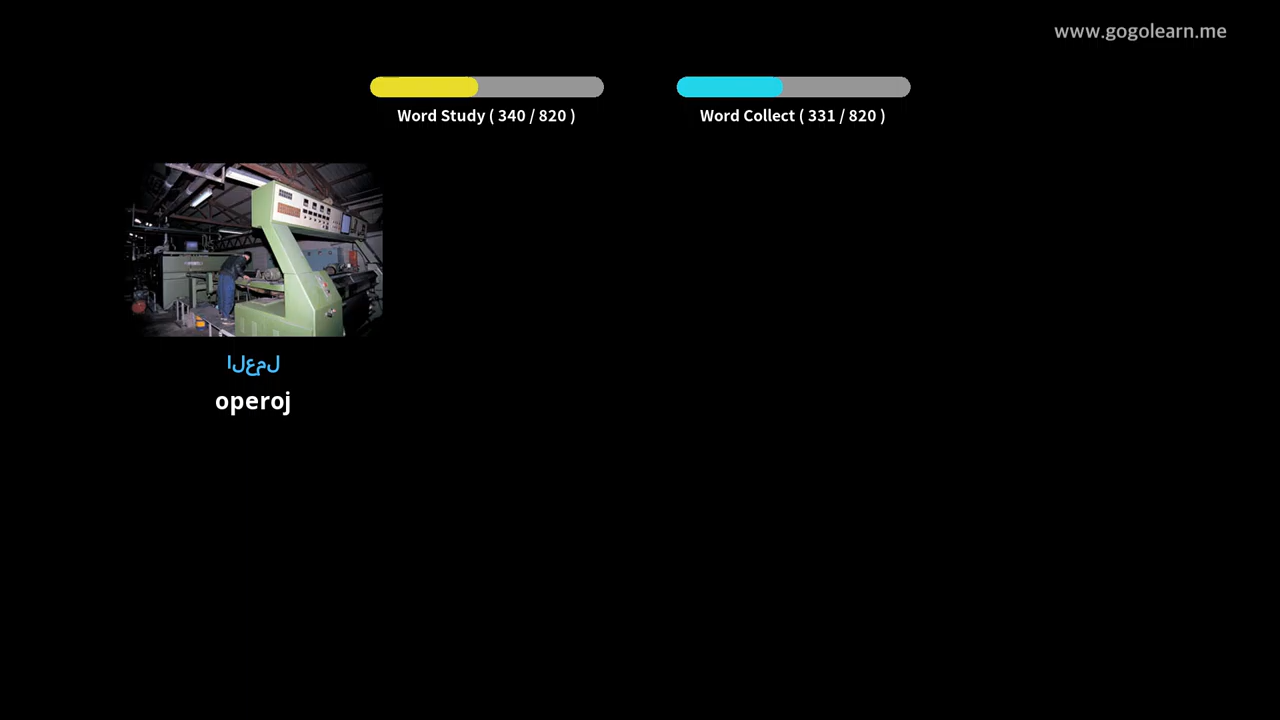 www.gogolearn.me
Word Study ( 340 / 820 )
Word Collect ( 331 / 820 )
العمل
operoj